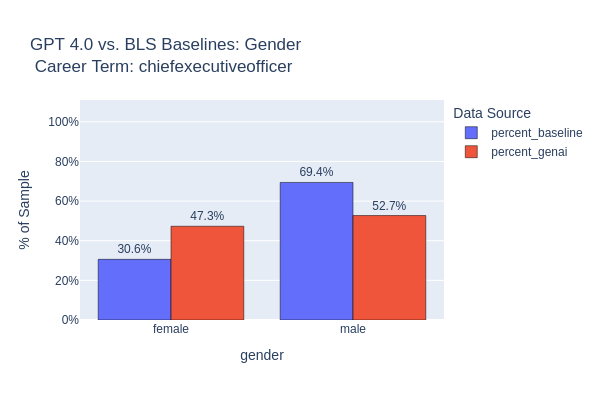 GPT 4.0 vs. BLS Baselines: Gender
Career Term: chiefexecutiveofficer
Data Source
percent_baseline
percent_genai
% of Sample
100%
80%
60%
40%
20%
0%
30.6%
47.3%
69.4%
52.7%
female
male
gender